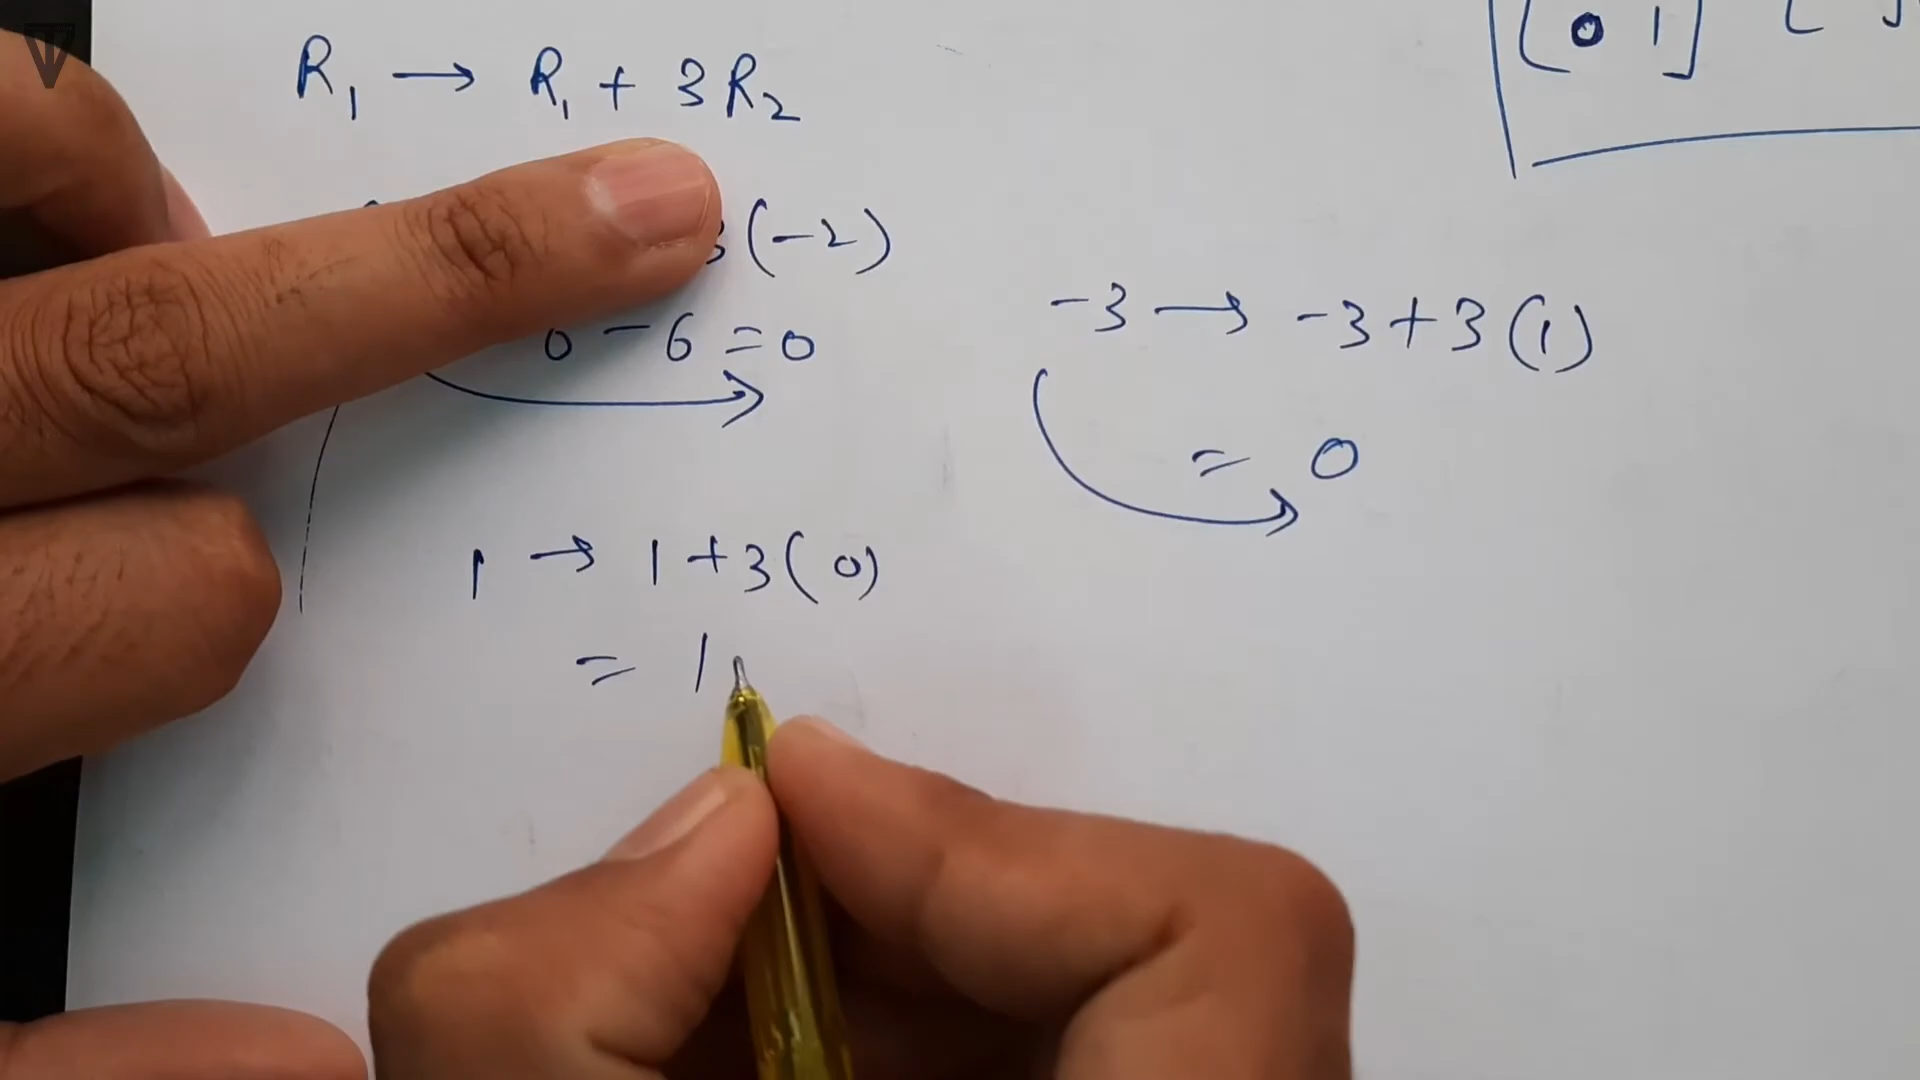 [0 1] [ ]
R₁ → R₁ + 3R₂
3(-2)
0 - 6 = 0
-3 → -3+3(1)
= 0
1 → 1+3(0)
= 1